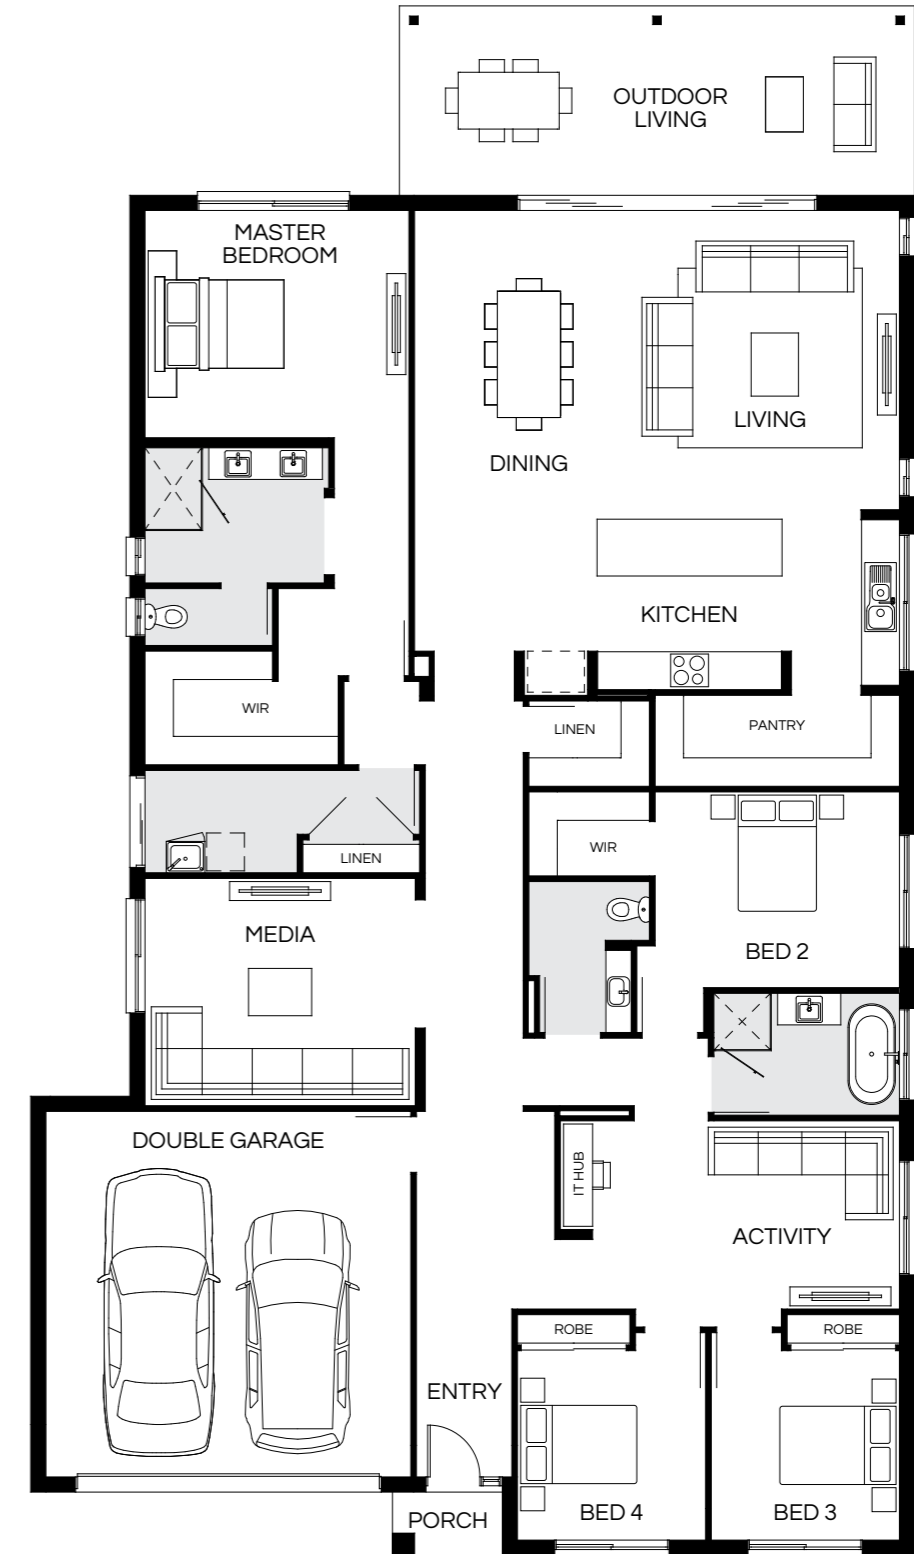 OUTDOOR
LIVING
MASTER
BEDROOM
LIVING
DINING
KITCHEN
WIR
LINEN
PANTRY
WIR
LINEN
MEDIA
BED 2
DOUBLE GARAGE
IT HUB
ACTIVITY
ROBE
ROBE
ENTRY
BED 4
BED 3
PORCH